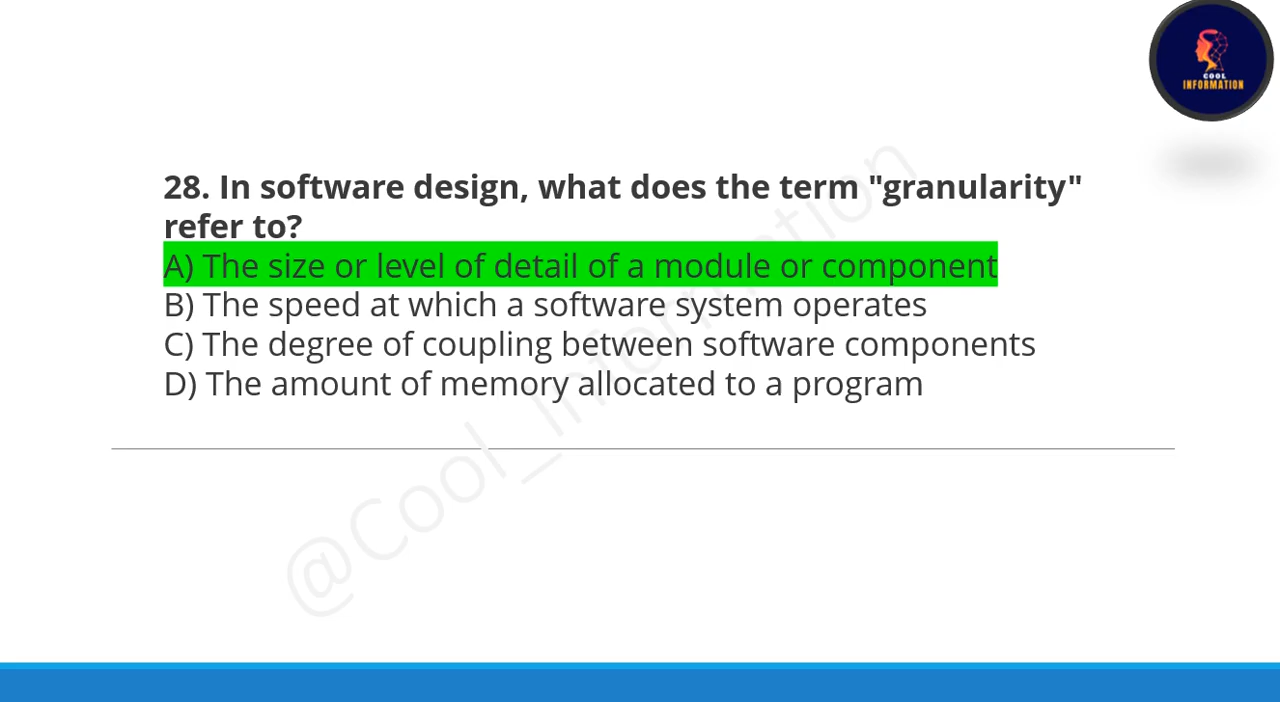 COOL
INFORMATION
28. In software design, what does the term "granularity"
refer to?
A) The size or level of detail of a module or component
B) The speed at which a software system operates
C) The degree of coupling between software components
D) The amount of memory allocated to a program
@Cool_Information